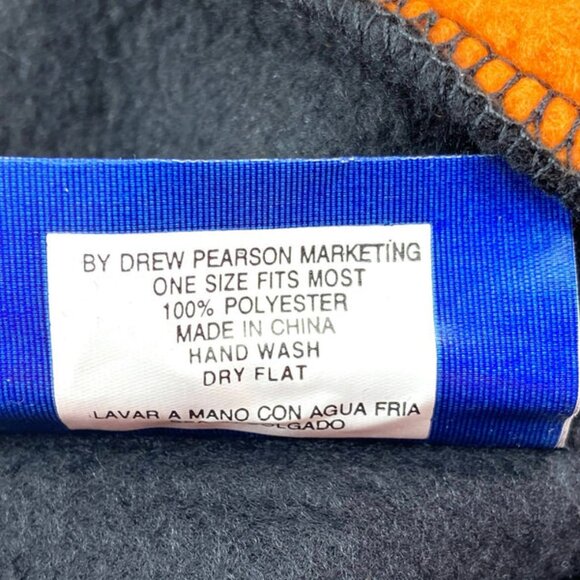 BY DREW PEARSON MARKETING
ONE SIZE FITS MOST
100% POLYESTER
MADE IN CHINA
HAND WASH
DRY FLAT
LAVAR A MANO CON AGUA FRIA